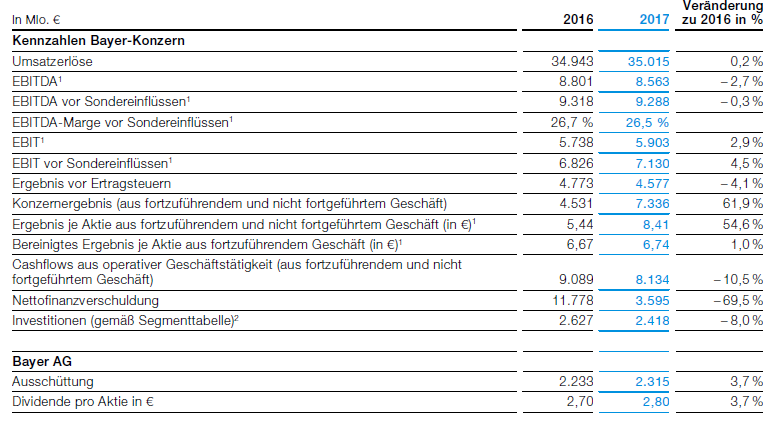 Veränderung
In Mio. € 2016 2017 zu 2016 in %
Kennzahlen Bayer-Konzern
Umsatzerlöse 34.943 35.015 0,2 %
EBITDA¹ 8.801 8.563 – 2,7 %
EBITDA vor Sondereinflüssen¹ 9.318 9.288 – 0,3 %
EBITDA-Marge vor Sondereinflüssen¹ 26,7 % 26,5 %
EBIT¹ 5.738 5.903 2,9 %
EBIT vor Sondereinflüssen¹ 6.826 7.130 4,5 %
Ergebnis vor Ertragsteuern 4.773 4.577 – 4,1 %
Konzernergebnis (aus fortzuführendem und nicht fortgeführtem Geschäft) 4.531 7.336 61,9 %
Ergebnis je Aktie aus fortzuführendem und nicht fortgeführtem Geschäft (in €)¹ 5,44 8,41 54,6 %
Bereinigtes Ergebnis je Aktie aus fortzuführendem Geschäft (in €)¹ 6,67 6,74 1,0 %
Cashflows aus operativer Geschäftstätigkeit (aus fortzuführendem und nicht
fortgeführtem Geschäft) 9.089 8.134 – 10,5 %
Nettofinanzverschuldung 11.778 3.595 – 69,5 %
Investitionen (gemäß Segmenttabelle)² 2.627 2.418 – 8,0 %
Bayer AG
Ausschüttung 2.233 2.315 3,7 %
Dividende pro Aktie in € 2,70 2,80 3,7 %